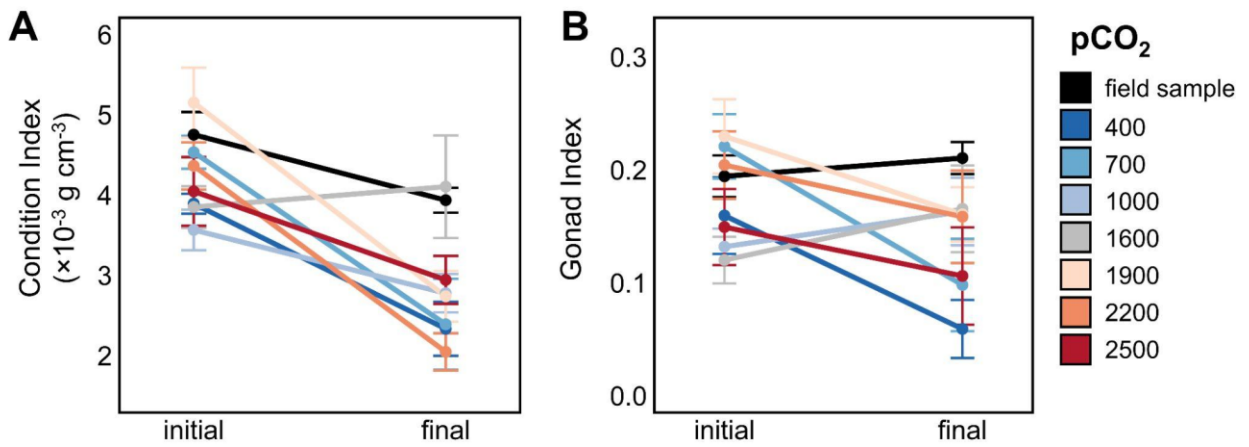 A
Condition Index
(×10⁻³ g cm⁻³)
6
5
4
3
2
initial
final
B
Gonad Index
0.3
0.2
0.1
0.0
initial
final
pCO₂
field sample
400
700
1000
1600
1900
2200
2500